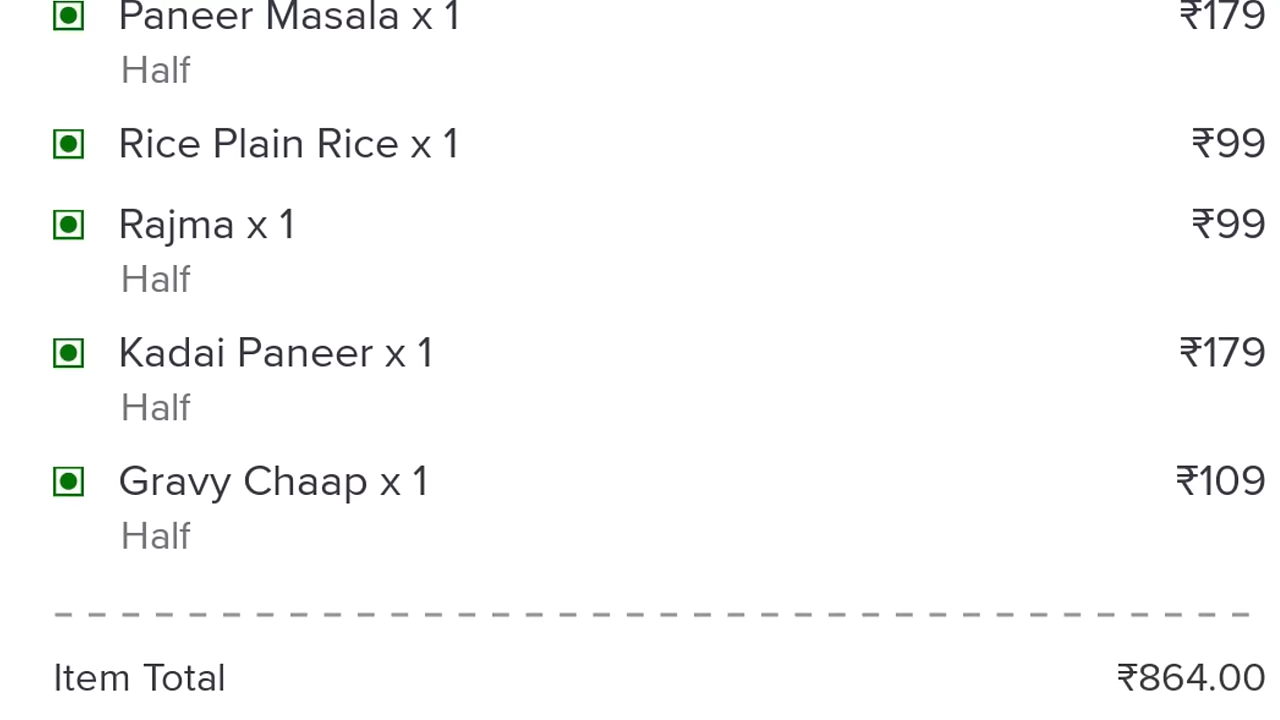 Paneer Masala x 1 ₹179
Half
Rice Plain Rice x 1 ₹99
Rajma x 1 ₹99
Half
Kadai Paneer x 1 ₹179
Half
Gravy Chaap x 1 ₹109
Half
Item Total ₹864.00